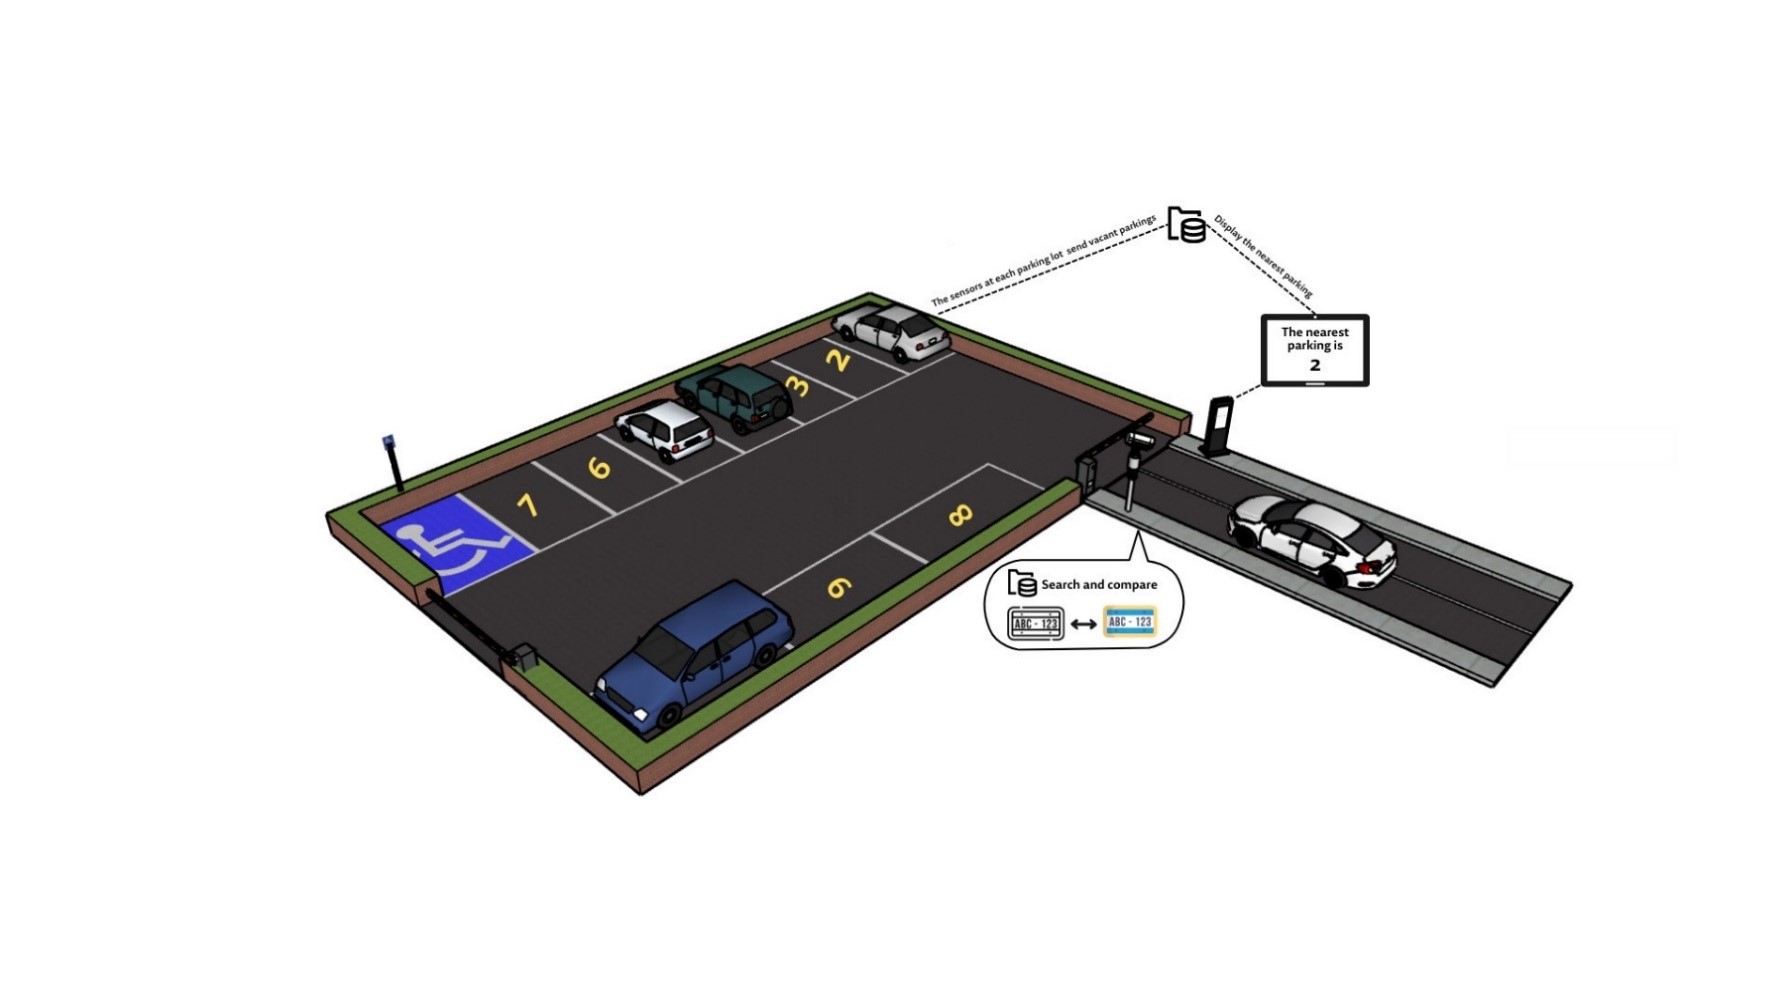 The sensors at each parking lot send vacant parkings
Display the nearest parking
The nearest
parking is
2
2
3
6
7
8
9
Search and compare
ABC - 123
ABC - 123